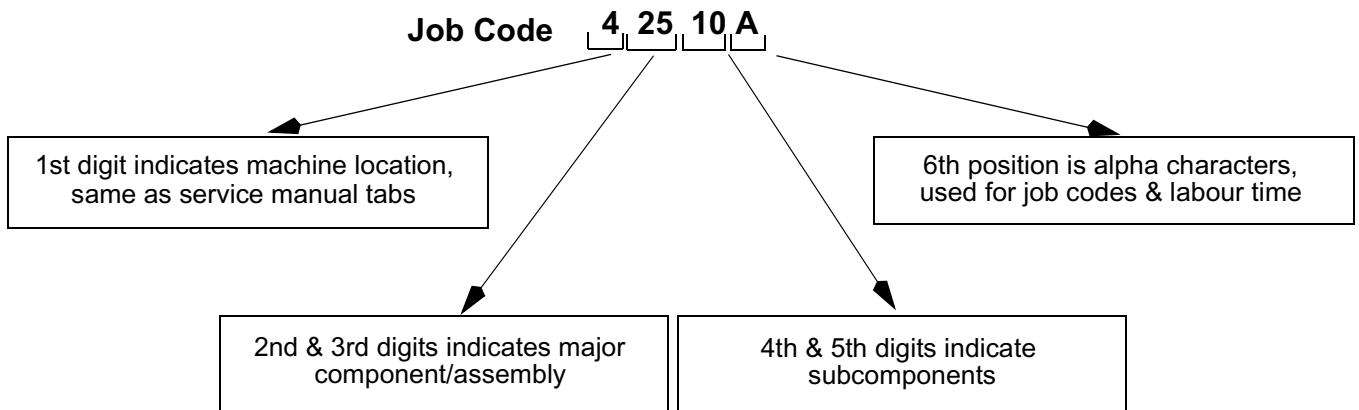 Job Code 4 25 10 A
1st digit indicates machine location,
same as service manual tabs
6th position is alpha characters,
used for job codes & labour time
2nd & 3rd digits indicates major
component/assembly
4th & 5th digits indicate
subcomponents